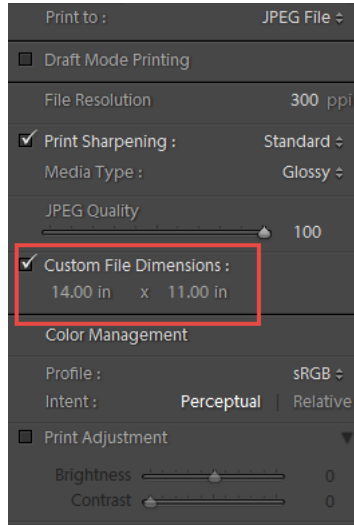 Print to : JPEG File
Draft Mode Printing
File Resolution 300 ppi
Print Sharpening : Standard
Media Type : Glossy
JPEG Quality
100
Custom File Dimensions :
14.00 in x 11.00 in
Color Management
Profile : sRGB
Intent : Perceptual | Relative
Print Adjustment
Brightness 0
Contrast 0